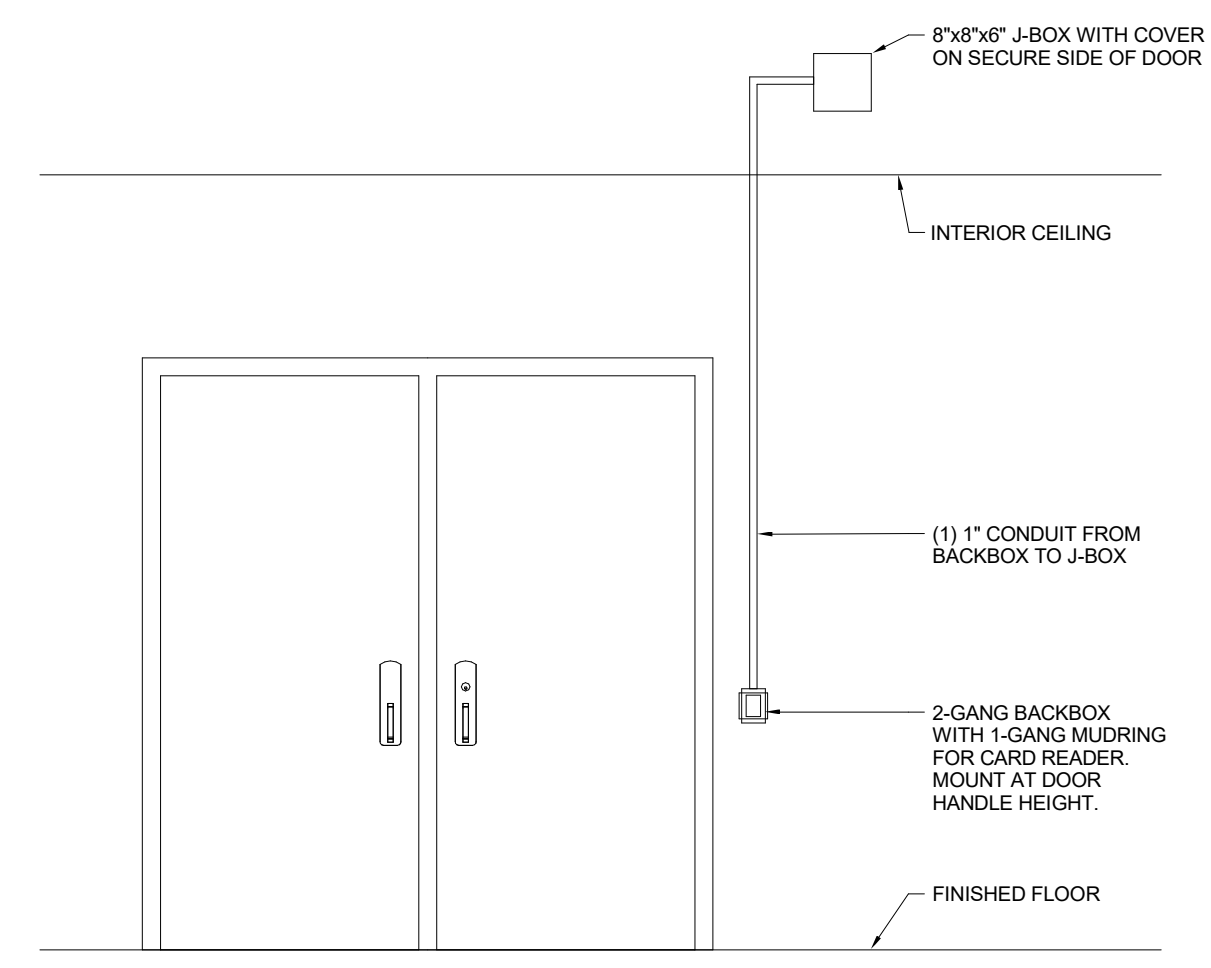 8"x8"x6" J-BOX WITH COVER
ON SECURE SIDE OF DOOR
INTERIOR CEILING
(1) 1" CONDUIT FROM
BACKBOX TO J-BOX
2-GANG BACKBOX
WITH 1-GANG MUDRING
FOR CARD READER.
MOUNT AT DOOR
HANDLE HEIGHT.
FINISHED FLOOR